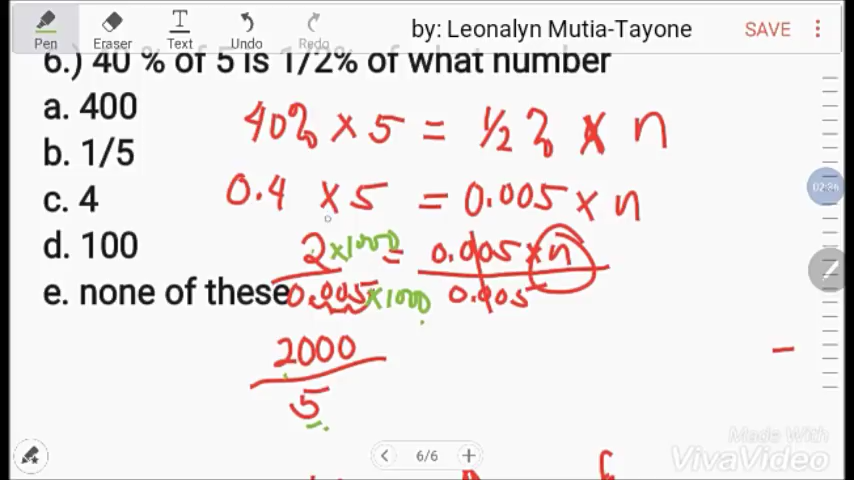 Pen Eraser Text Undo Redo by: Leonalyn Mutia-Tayone SAVE
6.) 40 % of 5 is 1/2% of what number
a. 400
40% × 5 = 1/2 % × n
b. 1/5
c. 4
0.4 × 5 = 0.005 × n
d. 100
2 ×1000 = 0.005 × n
e. none of these
0.005 ×1000 0.005
2000
5
6/6
Made With
VivaVideo
02:36